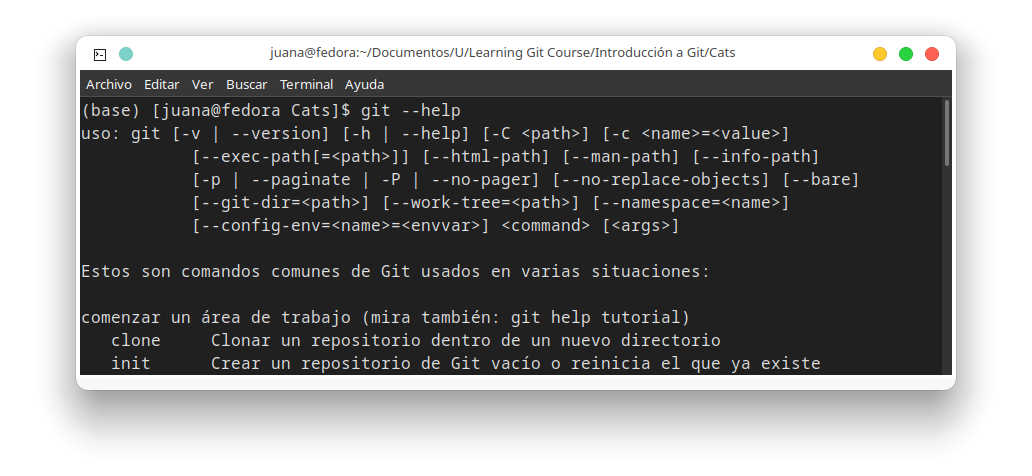 juana@fedora:~/Documentos/U/Learning Git Course/Introducción a Git/Cats
Archivo Editar Ver Buscar Terminal Ayuda
(base) [juana@fedora Cats]$ git --help
uso: git [-v | --version] [-h | --help] [-C <path>] [-c <name>=<value>]
           [--exec-path[=<path>]] [--html-path] [--man-path] [--info-path]
           [-p | --paginate | -P | --no-pager] [--no-replace-objects] [--bare]
           [--git-dir=<path>] [--work-tree=<path>] [--namespace=<name>]
           [--config-env=<name>=<envvar>] <command> [<args>]
Estos son comandos comunes de Git usados en varias situaciones:
comenzar un área de trabajo (mira también: git help tutorial)
   clone     Clonar un repositorio dentro de un nuevo directorio
   init      Crear un repositorio de Git vacío o reinicia el que ya existe